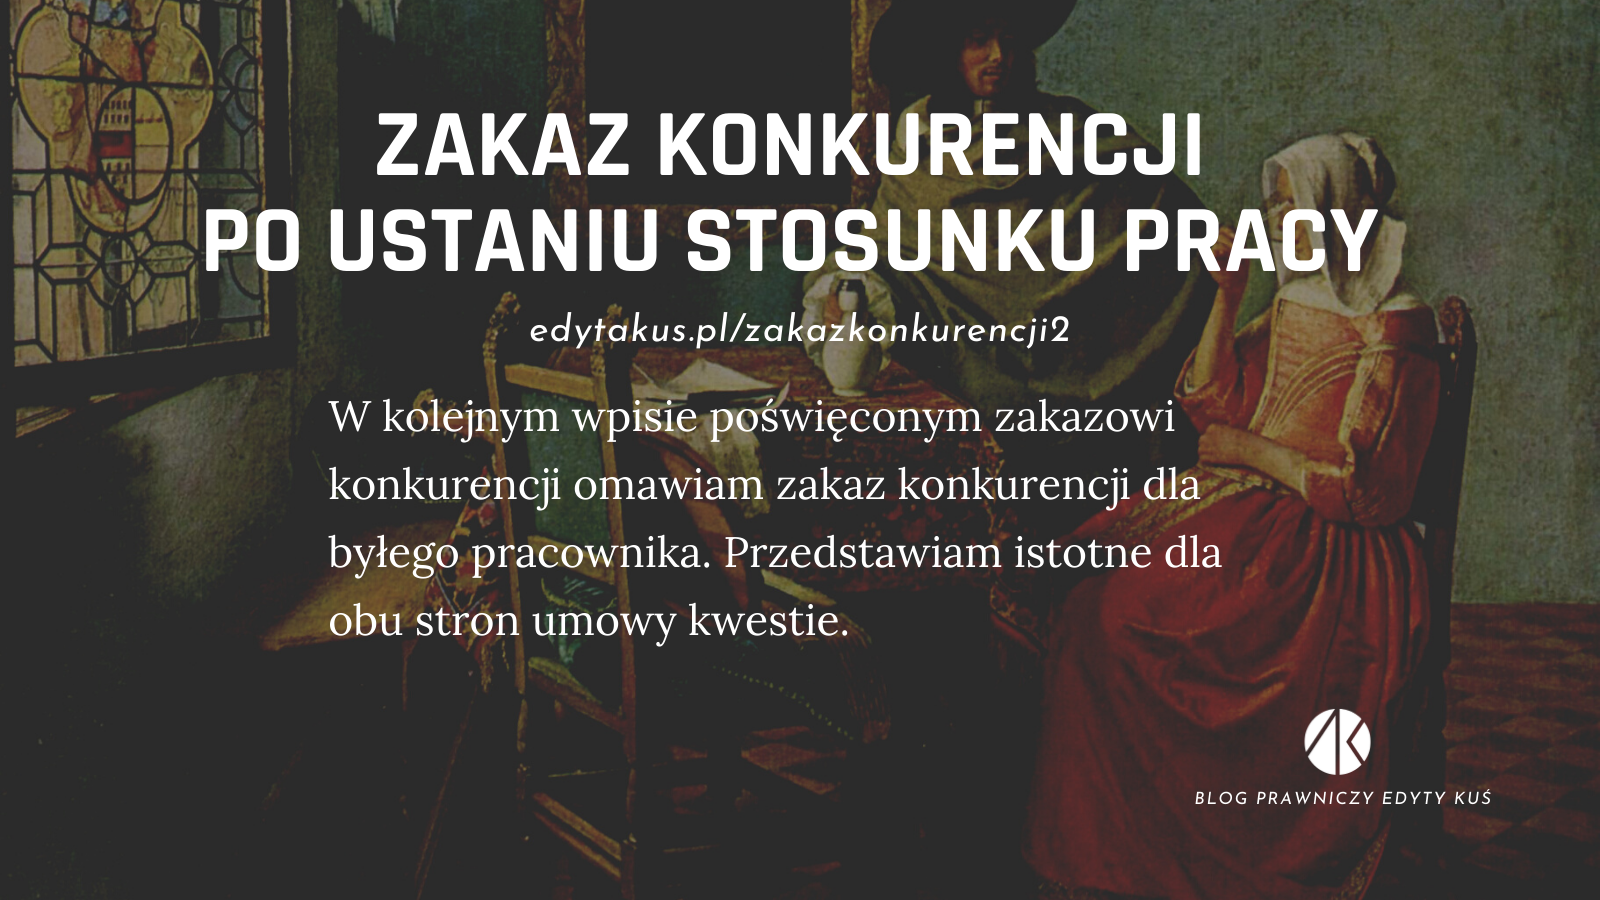 ZAKAZ KONKURENCJI
PO USTANIU STOSUNKU PRACY
edytakus.pl/zakazkonkurencji2
W kolejnym wpisie poświęconym zakazowi
konkurencji omawiam zakaz konkurencji dla
byłego pracownika. Przedstawiam istotne dla
obu stron umowy kwestie.
BLOG PRAWNICZY EDYTY KUŚ